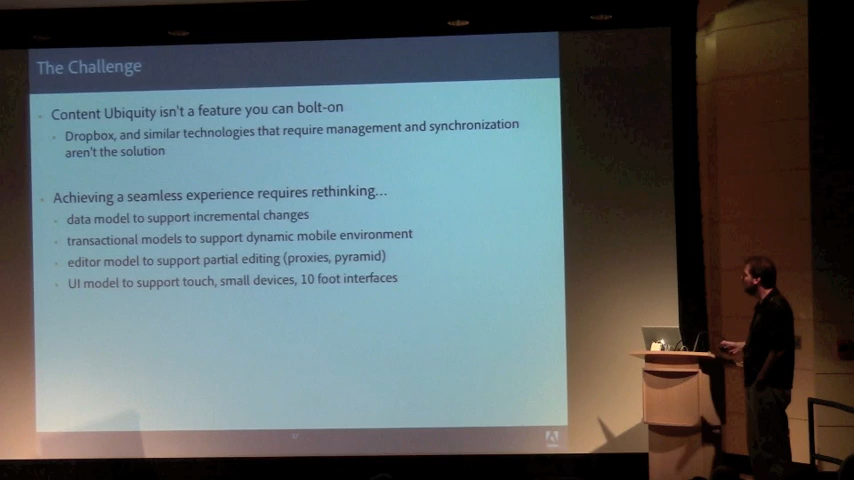 The Challenge
Content Ubiquity isn't a feature you can bolt-on
Dropbox, and similar technologies that require management and synchronization
aren't the solution
Achieving a seamless experience requires rethinking...
data model to support incremental changes
transactional models to support dynamic mobile environment
editor model to support partial editing (proxies, pyramid)
UI model to support touch, small devices, 10 foot interfaces